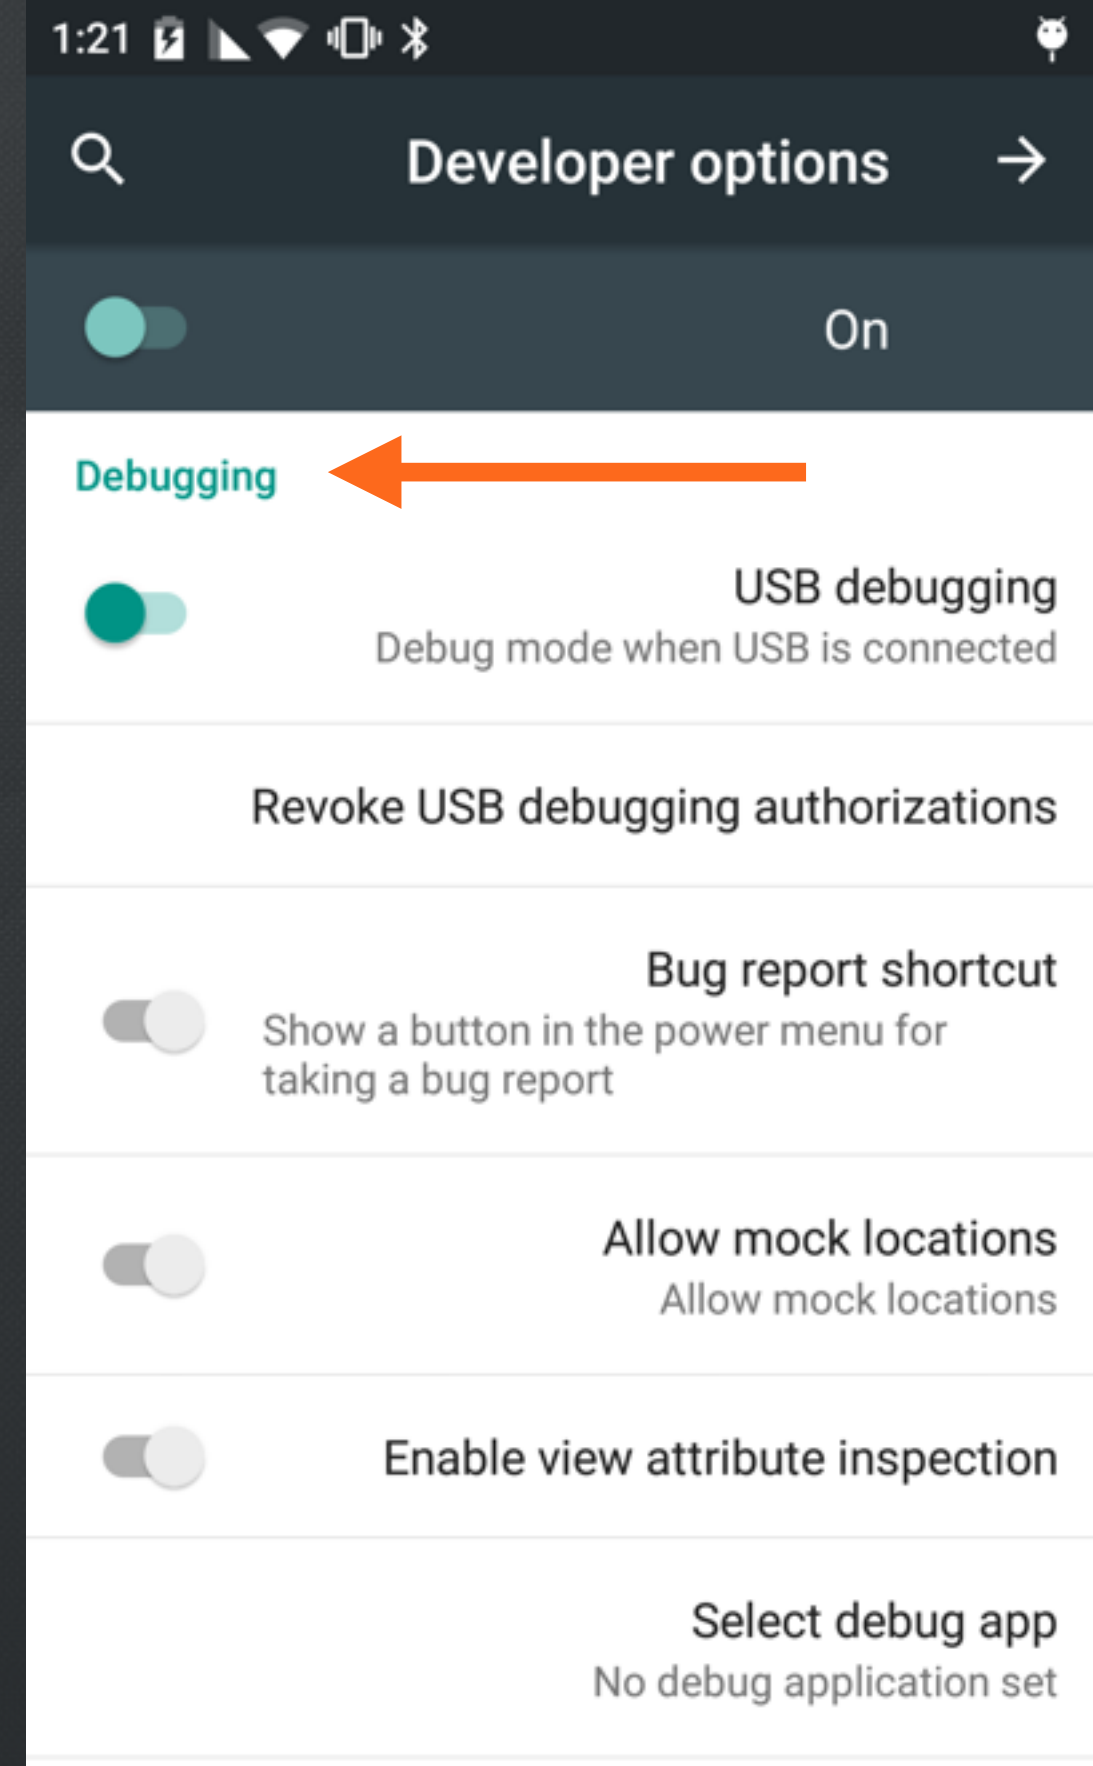 1:21
Developer options
On
Debugging
USB debugging
Debug mode when USB is connected
Revoke USB debugging authorizations
Bug report shortcut
Show a button in the power menu for
taking a bug report
Allow mock locations
Allow mock locations
Enable view attribute inspection
Select debug app
No debug application set